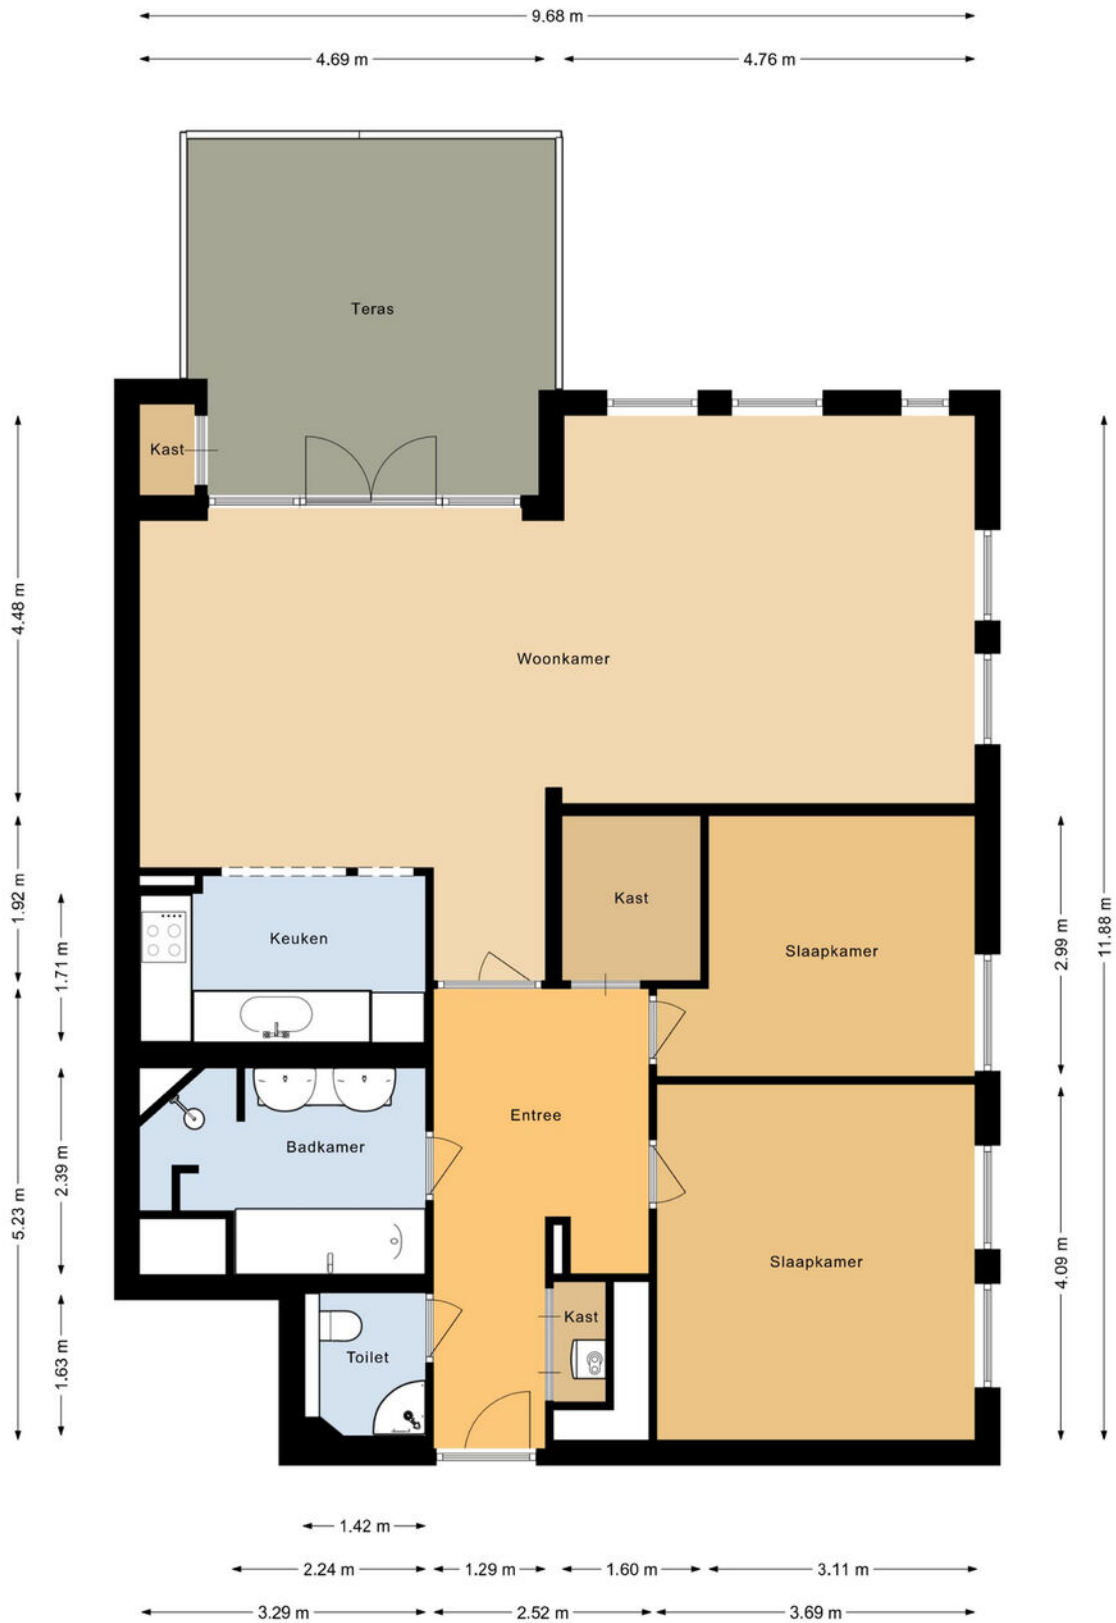 9.68 m
4.69 m
4.76 m
Teras
Kast
4.48 m
Woonkamer
1.92 m
1.71 m
Keuken
Kast
Slaapkamer
2.99 m
11.88 m
Entree
Badkamer
2.39 m
5.23 m
Slaapkamer
4.09 m
Kast
Toilet
1.63 m
1.42 m
2.24 m
1.29 m
1.60 m
3.11 m
3.29 m
2.52 m
3.69 m